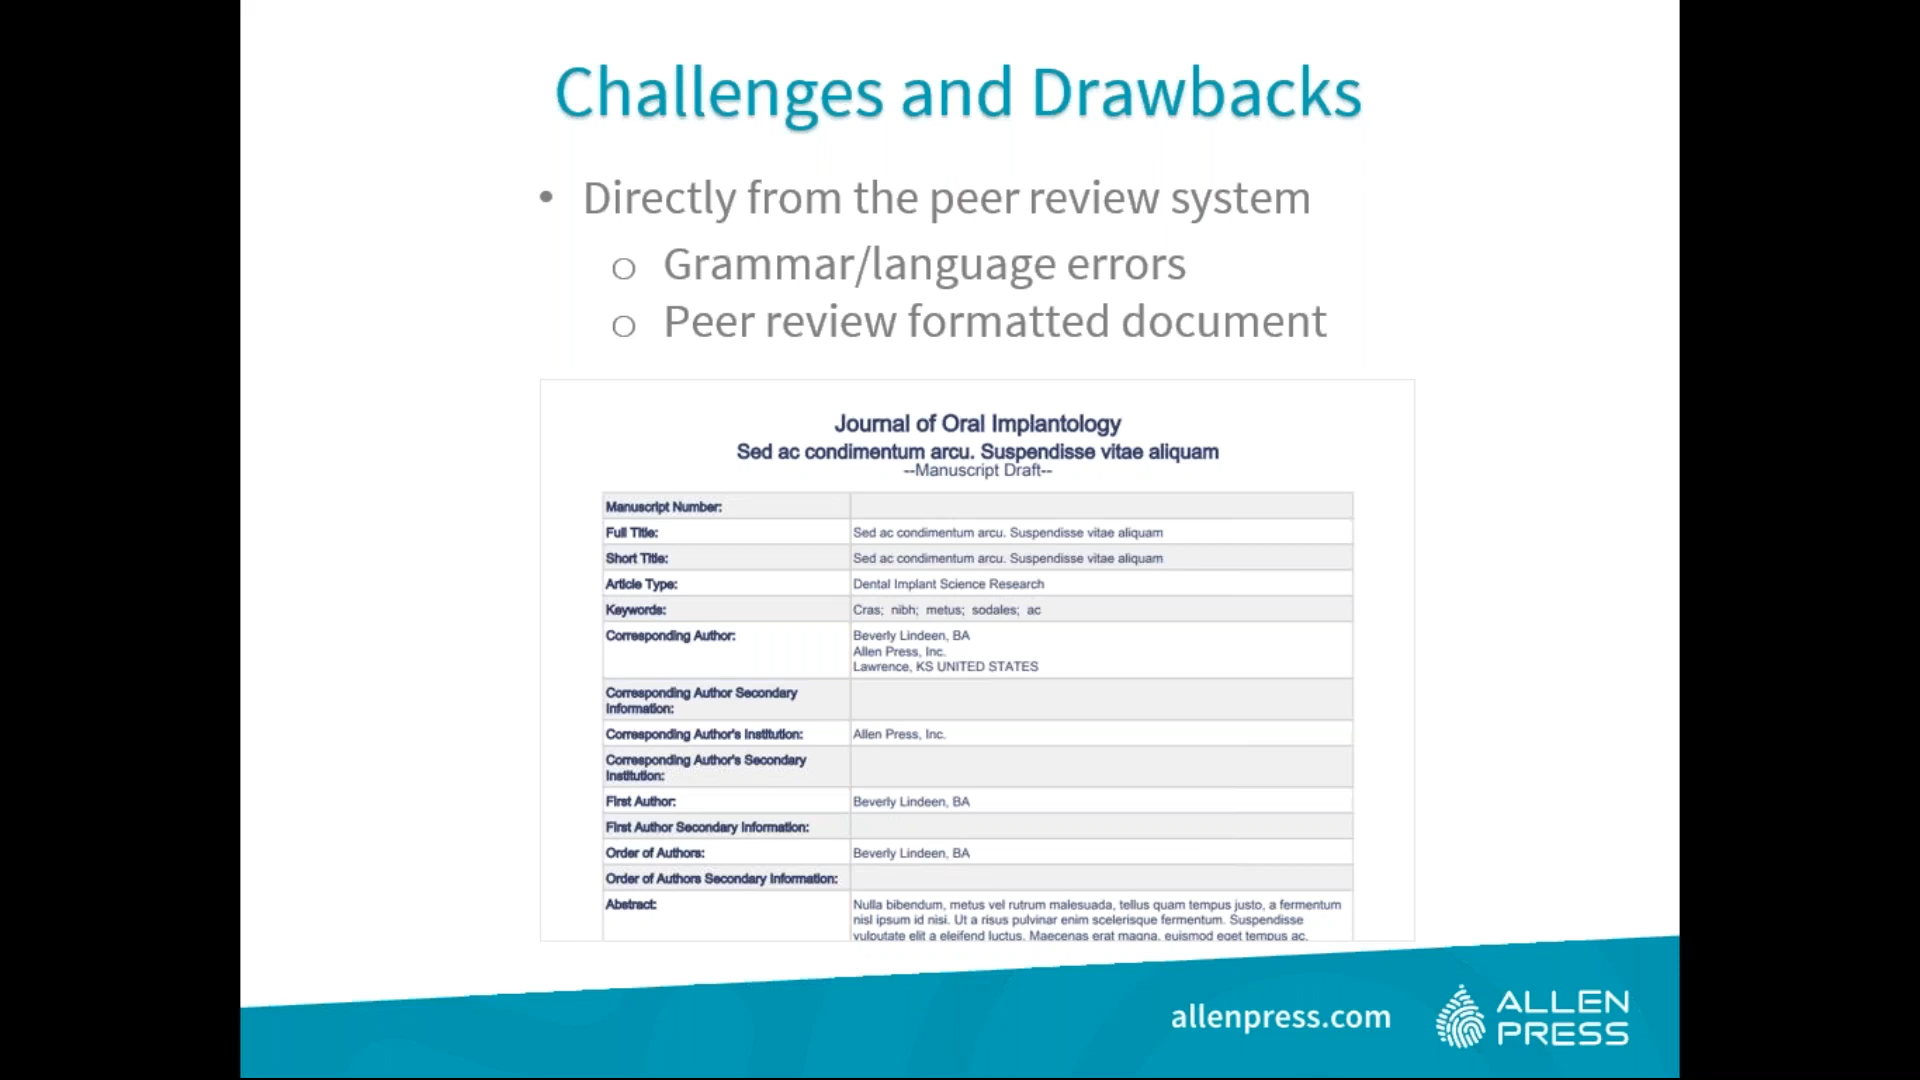 Challenges and Drawbacks
• Directly from the peer review system
o Grammar/language errors
o Peer review formatted document
Journal of Oral Implantology
Sed ac condimentum arcu. Suspendisse vitae aliquam
--Manuscript Draft--
Manuscript Number:
Full Title: Sed ac condimentum arcu. Suspendisse vitae aliquam
Short Title: Sed ac condimentum arcu. Suspendisse vitae aliquam
Article Type: Dental Implant Science Research
Keywords: Cras; nibh; metus; sodales; ac
Corresponding Author: Beverly Lindeen, BA
Allen Press, Inc.
Lawrence, KS UNITED STATES
Corresponding Author Secondary
Information:
Corresponding Author's Institution: Allen Press, Inc.
Corresponding Author's Secondary
Institution:
First Author: Beverly Lindeen, BA
First Author Secondary Information:
Order of Authors: Beverly Lindeen, BA
Order of Authors Secondary Information:
Abstract: Nulla bibendum, metus vel rutrum malesuada, tellus quam tempus justo, a fermentum
nisl ipsum id nisi. Ut a risus pulvinar enim scelerisque fermentum. Suspendisse
vulputate elit a eleifend luctus. Maecenas erat magna, euismod eget tempus ac,
allenpress.com
ALLEN
PRESS